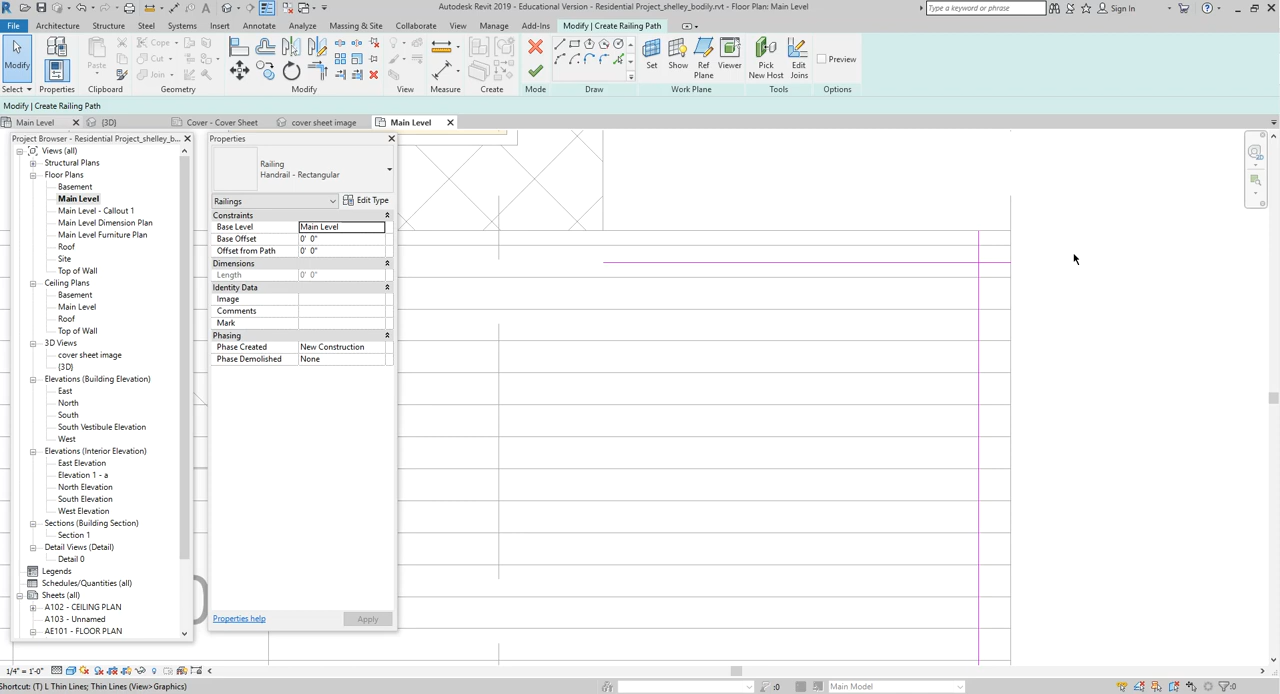 Autodesk Revit 2019 - Educational Version - Residential Project_shelley_bodily.rvt - Floor Plan: Main Level
Type a keyword or phrase
Sign In
File Architecture Structure Steel Systems Insert Annotate Analyze Massing & Site Collaborate View Manage Add-Ins Modify | Create Railing Path
Modify
Paste
Cope
Cut
Join
Set Show Ref Plane Viewer
Pick New Host
Edit Joins
Preview
Select Properties Clipboard Geometry Modify View Measure Create Mode Draw Work Plane Tools Options
Modify | Create Railing Path
Main Level
{3D}
Cover - Cover Sheet
cover sheet image
Main Level
Project Browser - Residential Project_shelley_b...
Views (all)
Structural Plans
Floor Plans
Basement
Main Level
Main Level - Callout 1
Main Level Dimension Plan
Main Level Furniture Plan
Roof
Site
Top of Wall
Ceiling Plans
Basement
Main Level
Roof
Top of Wall
3D Views
cover sheet image
{3D}
Elevations (Building Elevation)
East
North
South
South Vestibule Elevation
West
Elevations (Interior Elevation)
East Elevation
Elevation 1 - a
North Elevation
South Elevation
West Elevation
Sections (Building Section)
Section 1
Detail Views (Detail)
Detail 0
Legends
Schedules/Quantities (all)
Sheets (all)
A102 - CEILING PLAN
A103 - Unnamed
AE101 - FLOOR PLAN
Properties
Railing
Handrail - Rectangular
Railings
Edit Type
Constraints
Base Level Main Level
Base Offset 0' 0"
Offset from Path 0' 0"
Dimensions
Length 0' 0"
Identity Data
Image
Comments
Mark
Phasing
Phase Created New Construction
Phase Demolished None
Properties help
Apply
1/4" = 1'-0"
Shortcut: (T) L Thin Lines; Thin Lines (View>Graphics)
:0
Main Model
:0